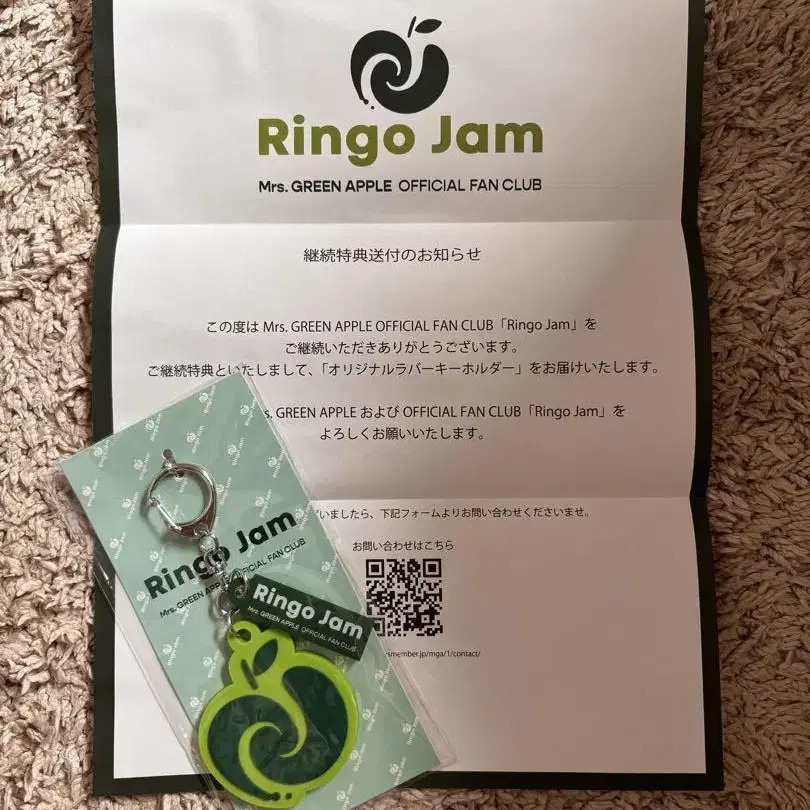 Ringo Jam
Mrs. GREEN APPLE OFFICIAL FAN CLUB
継続特典送付のお知らせ
この度は Mrs. GREEN APPLE OFFICIAL FAN CLUB「Ringo Jam」を
ご継続いただきありがとうございます。
ご継続特典といたしまして、「オリジナルラバーキーホルダー」をお届けいたします。
GREEN APPLE および OFFICIAL FAN CLUB「Ringo Jam」を
よろしくお願いいたします。
いましたら、下記フォームよりお問い合わせくださいませ。
お問い合わせはこちら
member.jp/mga/1/contact/
Ringo Jam
Mrs. GREEN APPLE OFFICIAL FAN CLUB
Ringo Jam
Mrs. GREEN APPLE OFFICIAL FAN CLUB